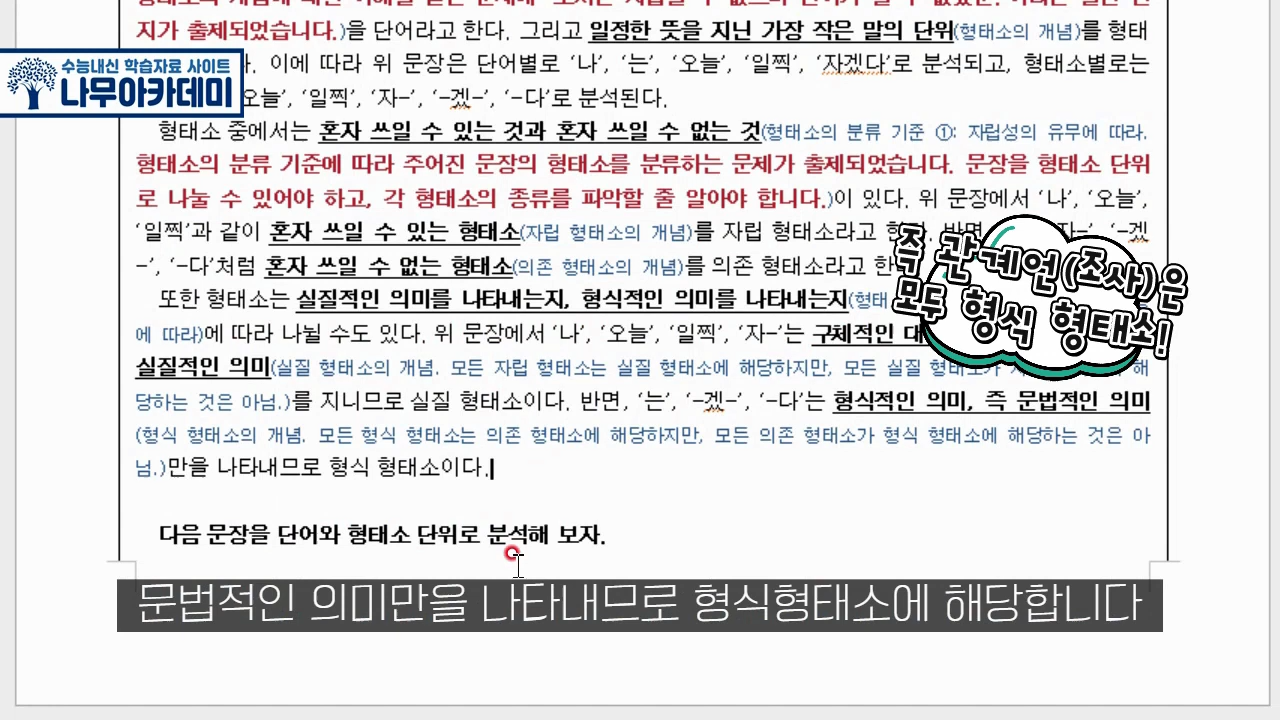 지가 출제되었습니다.)을 단어라고 한다. 그리고 일정한 뜻을 지닌 가장 작은 말의 단위(형태소의 개념)를 형태
수능내신 학습자료 사이트
나무아카데미
. 이에 따라 위 문장은 단어별로 ‘나’, ‘는’, ‘오늘’, ‘일찍’, ‘자겠다’로 분석되고, 형태소별로는
오늘’, ‘일찍’, ‘자-’, ‘-겠-’, ‘-다’로 분석된다.
형태소 중에서는 혼자 쓰일 수 있는 것과 혼자 쓰일 수 없는 것(형태소의 분류 기준 ①: 자립성의 유무에 따라.
형태소의 분류 기준에 따라 주어진 문장의 형태소를 분류하는 문제가 출제되었습니다. 문장을 형태소 단위
로 나눌 수 있어야 하고, 각 형태소의 종류를 파악할 줄 알아야 합니다.)이 있다. 위 문장에서 ‘나’, ‘오늘’,
‘일찍’과 같이 혼자 쓰일 수 있는 형태소(자립 형태소의 개념)를 자립 형태소라고 ‘-겠
-’, ‘-다’처럼 혼자 쓰일 수 없는 형태소(의존 형태소의 개념)를 의존 형태소라고
즉 관계언(조사)은
모두 형식 형태소!
또한 형태소는 실질적인 의미를 나타내는지, 형식적인 의미를 나타내는지(형태
에 따라)에 따라 나뉠 수도 있다. 위 문장에서 ‘나’, ‘오늘’, ‘일찍’, ‘자-’는 구체적인
실질적인 의미(실질 형태소의 개념. 모든 자립 형태소는 실질 형태소에 해당하지만, 모든 실질 해
당하는 것은 아님.)를 지니므로 실질 형태소이다. 반면, ‘는’, ‘-겠-’, ‘-다’는 형식적인 의미, 즉 문법적인 의미
(형식 형태소의 개념. 모든 형식 형태소는 의존 형태소에 해당하지만, 모든 의존 형태소가 형식 형태소에 해당하는 것은 아
님.)만을 나타내므로 형식 형태소이다.
다음 문장을 단어와 형태소 단위로 분석해 보자.
문법적인 의미만을 나타내므로 형식형태소에 해당합니다